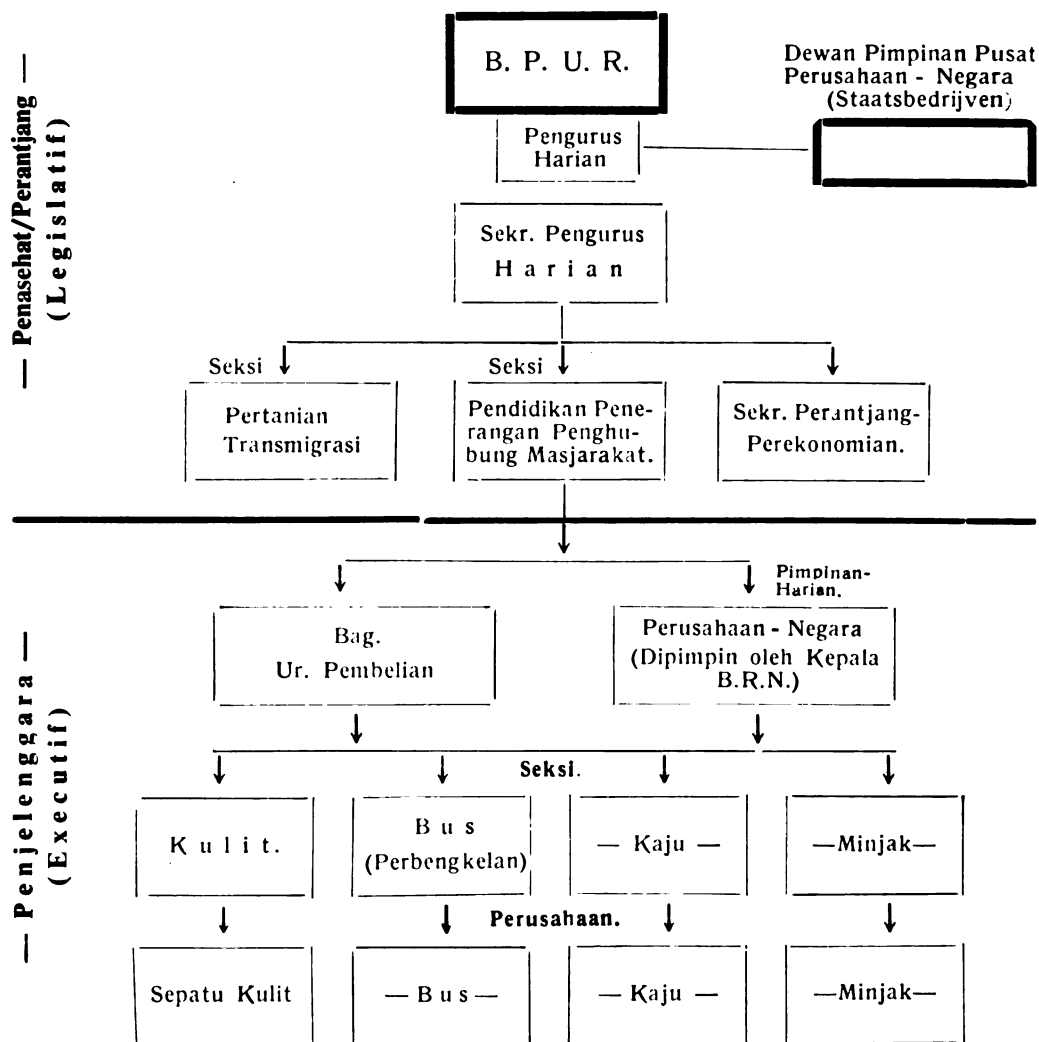 B. P. U. R.
Dewan Pimpinan Pusat
Perusahaan - Negara
(Staatsbedrijven)
Pengurus
Harian
— Penasehat/Perantjang —
(Legislatif)
Sekr. Pengurus
Harian
Seksi
Seksi
Pertanian
Transmigrasi
Pendidikan Pene-
rangan Penghu-
bung Masjarakat.
Sekr. Perantjang-
Perekonomian.
— Penjelenggara —
(Executif)
Pimpinan-
Harian.
Bag.
Ur. Pembelian
Perusahaan - Negara
(Dipimpin oleh Kepala
B.R.N.)
Seksi.
Kulit.
Bus
(Perbengkelan)
— Kaju —
—Minjak—
Perusahaan.
Sepatu Kulit
— Bus —
— Kaju —
—Minjak—